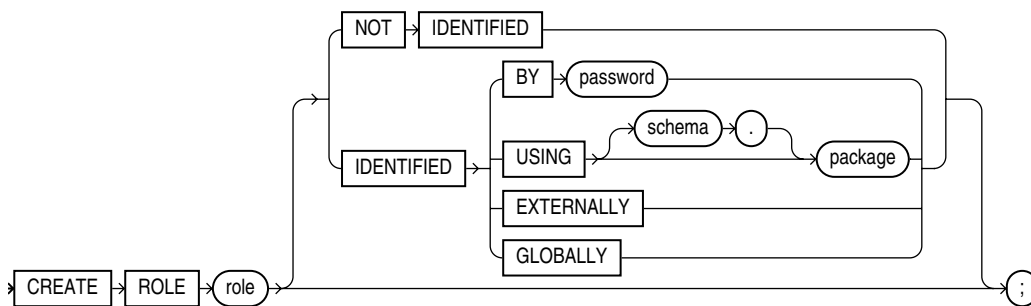 NOT IDENTIFIED
BY password
schema .
IDENTIFIED USING package
EXTERNALLY
GLOBALLY
CREATE ROLE role ;